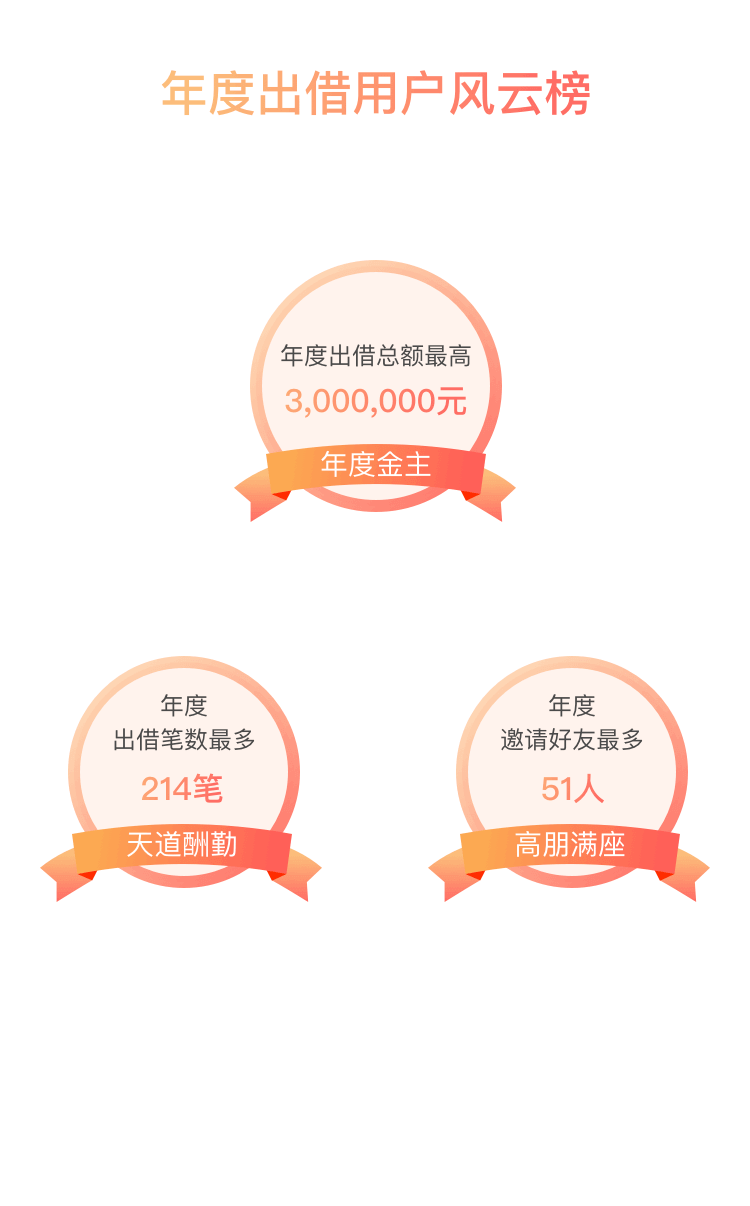 年度出借用户风云榜
年度出借总额最高
3,000,000元
年度金主
年度
出借笔数最多
214笔
天道酬勤
年度
邀请好友最多
51人
高朋满座